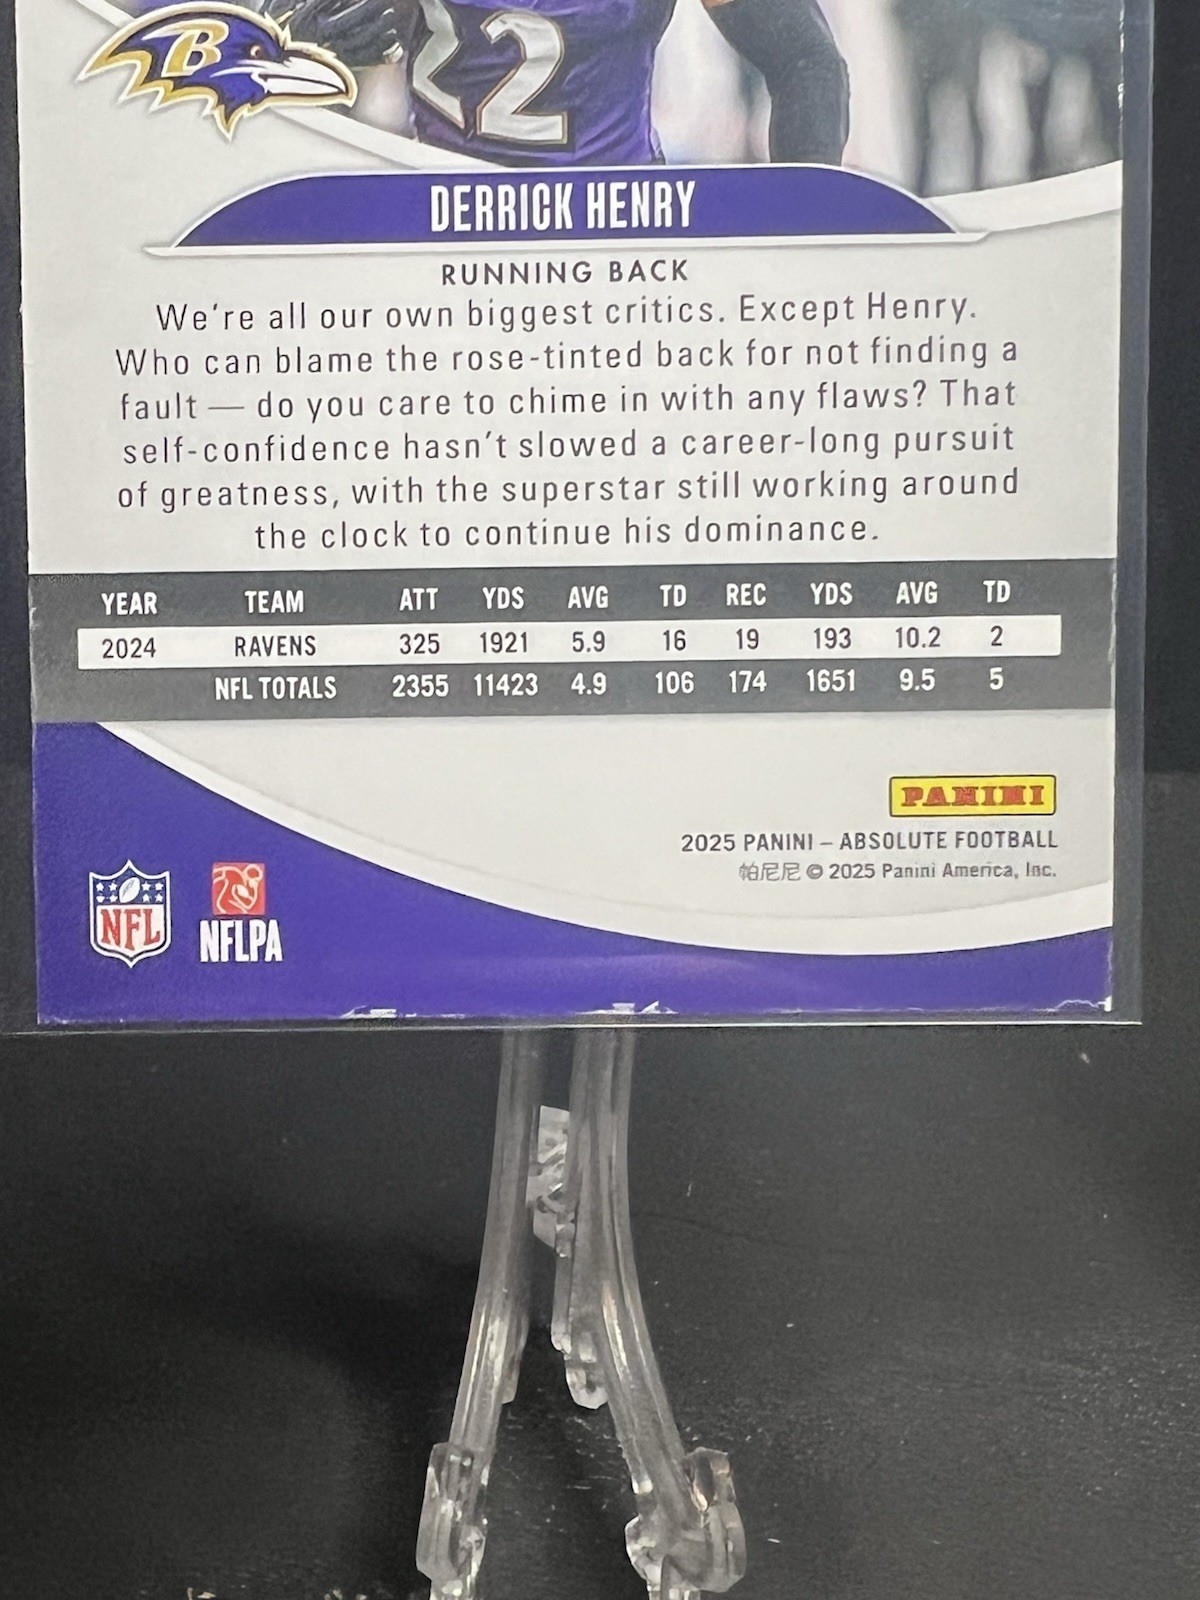 B
22
DERRICK HENRY
RUNNING BACK
We're all our own biggest critics. Except Henry.
Who can blame the rose-tinted back for not finding a
fault — do you care to chime in with any flaws? That
self-confidence hasn't slowed a career-long pursuit
of greatness, with the superstar still working around
the clock to continue his dominance.
YEAR TEAM ATT YDS AVG TD REC YDS AVG TD
2024 RAVENS 325 1921 5.9 16 19 193 10.2 2
NFL TOTALS 2355 11423 4.9 106 174 1651 9.5 5
PANINI
2025 PANINI – ABSOLUTE FOOTBALL
帕尼尼 © 2025 Panini America, Inc.
NFL
NFLPA